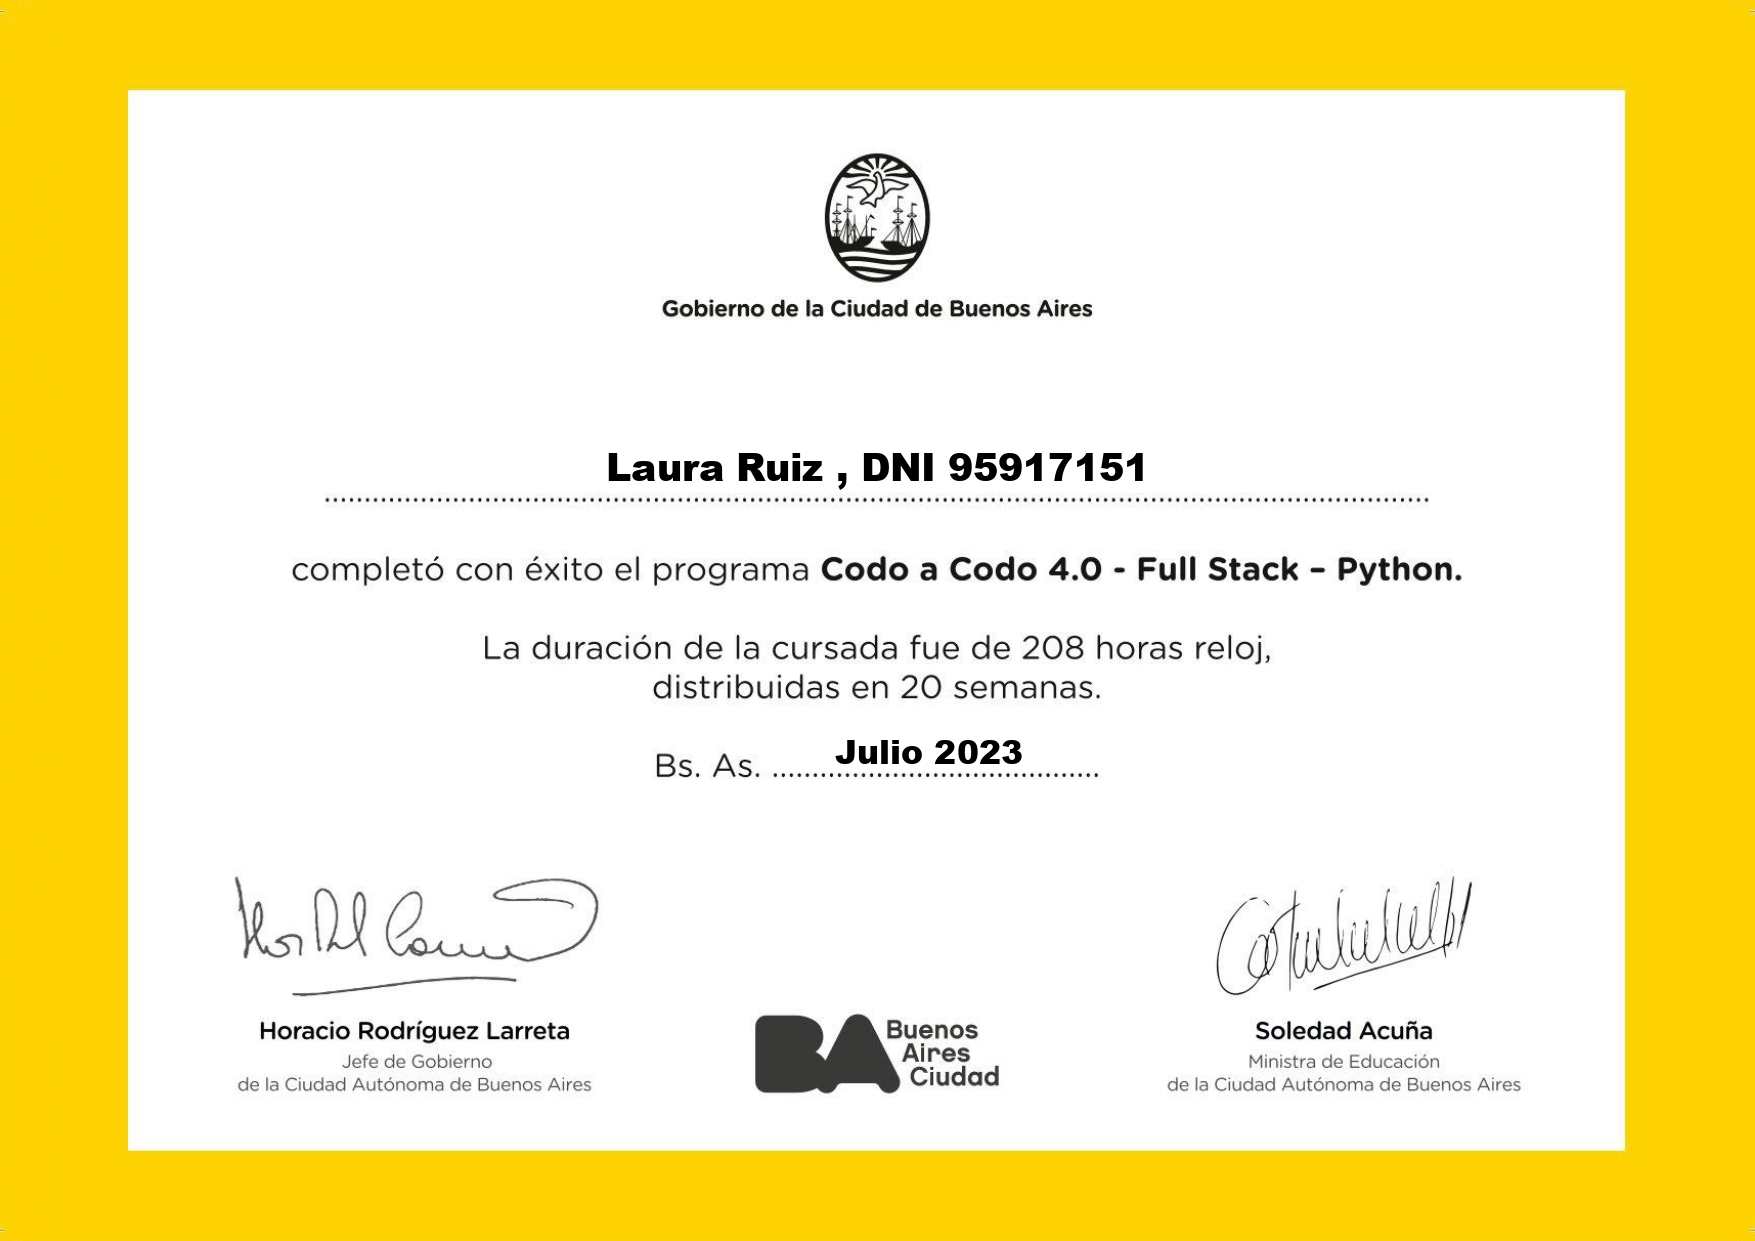 Gobierno de la Ciudad de Buenos Aires
Laura Ruiz , DNI 95917151
completó con éxito el programa Codo a Codo 4.0 - Full Stack – Python.
La duración de la cursada fue de 208 horas reloj,
distribuidas en 20 semanas.
Bs. As. Julio 2023
Horacio Rodríguez Larreta
Jefe de Gobierno
de la Ciudad Autónoma de Buenos Aires
BA Buenos
Aires
Ciudad
Soledad Acuña
Ministra de Educación
de la Ciudad Autónoma de Buenos Aires